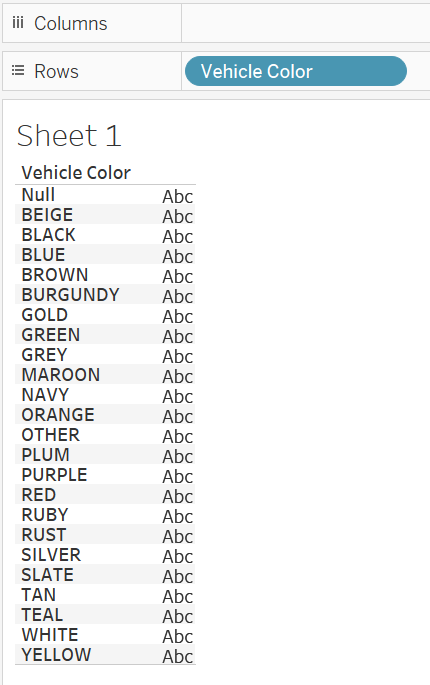 Columns
Rows Vehicle Color
Sheet 1
Vehicle Color
Null Abc
BEIGE Abc
BLACK Abc
BLUE Abc
BROWN Abc
BURGUNDY Abc
GOLD Abc
GREEN Abc
GREY Abc
MAROON Abc
NAVY Abc
ORANGE Abc
OTHER Abc
PLUM Abc
PURPLE Abc
RED Abc
RUBY Abc
RUST Abc
SILVER Abc
SLATE Abc
TAN Abc
TEAL Abc
WHITE Abc
YELLOW Abc